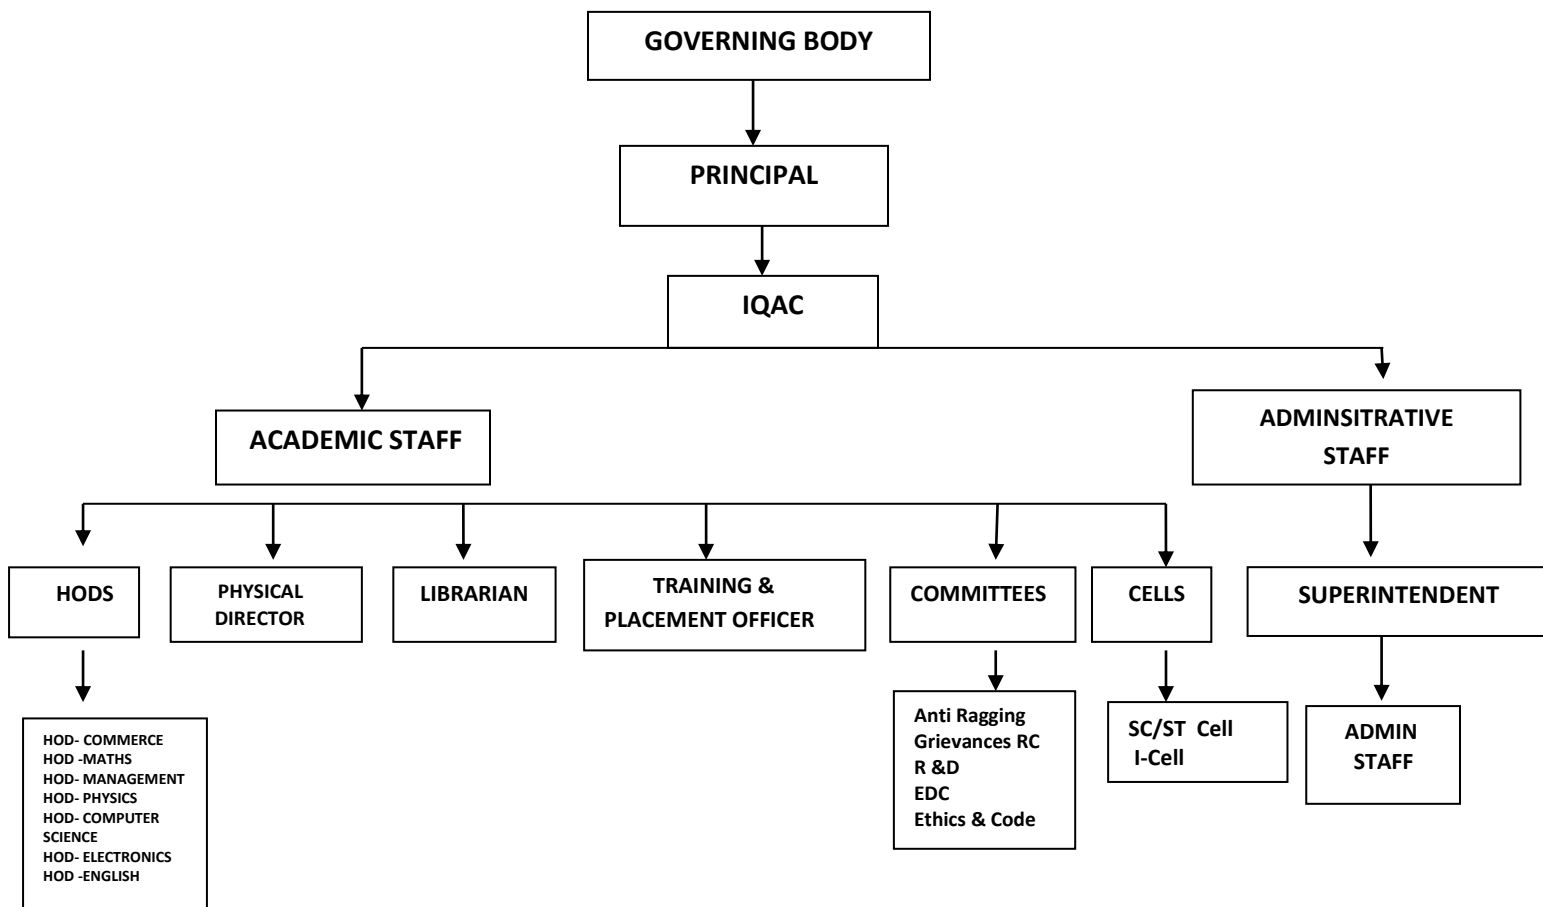 GOVERNING BODY
PRINCIPAL
IQAC
ACADEMIC STAFF
ADMINSITRATIVE
STAFF
HODS
PHYSICAL
DIRECTOR
LIBRARIAN
TRAINING &
PLACEMENT OFFICER
COMMITTEES
CELLS
SUPERINTENDENT
HOD- COMMERCE
HOD -MATHS
HOD- MANAGEMENT
HOD- PHYSICS
HOD- COMPUTER
SCIENCE
HOD- ELECTRONICS
HOD -ENGLISH
Anti Ragging
Grievances RC
R &D
EDC
Ethics & Code
SC/ST Cell
I-Cell
ADMIN
STAFF